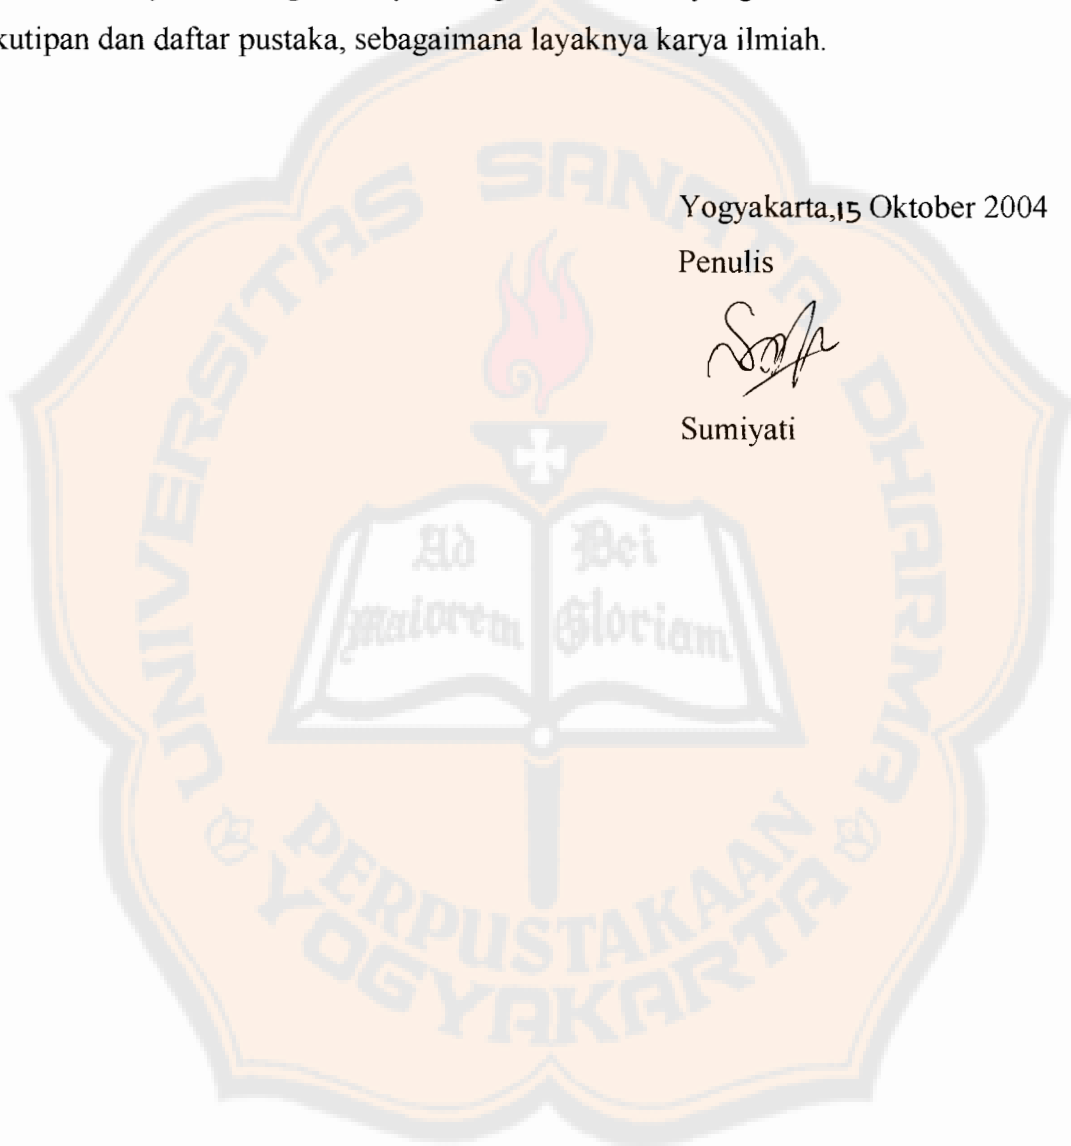 kutipan dan daftar pustaka, sebagaimana layaknya karya ilmiah.
Yogyakarta,15 Oktober 2004
Penulis
Sumiyati
UNIVERSITAS SANATA DHARMA
Ad Dei
Maiorem Gloriam
PERPUSTAKAAN
YOGYAKARTA